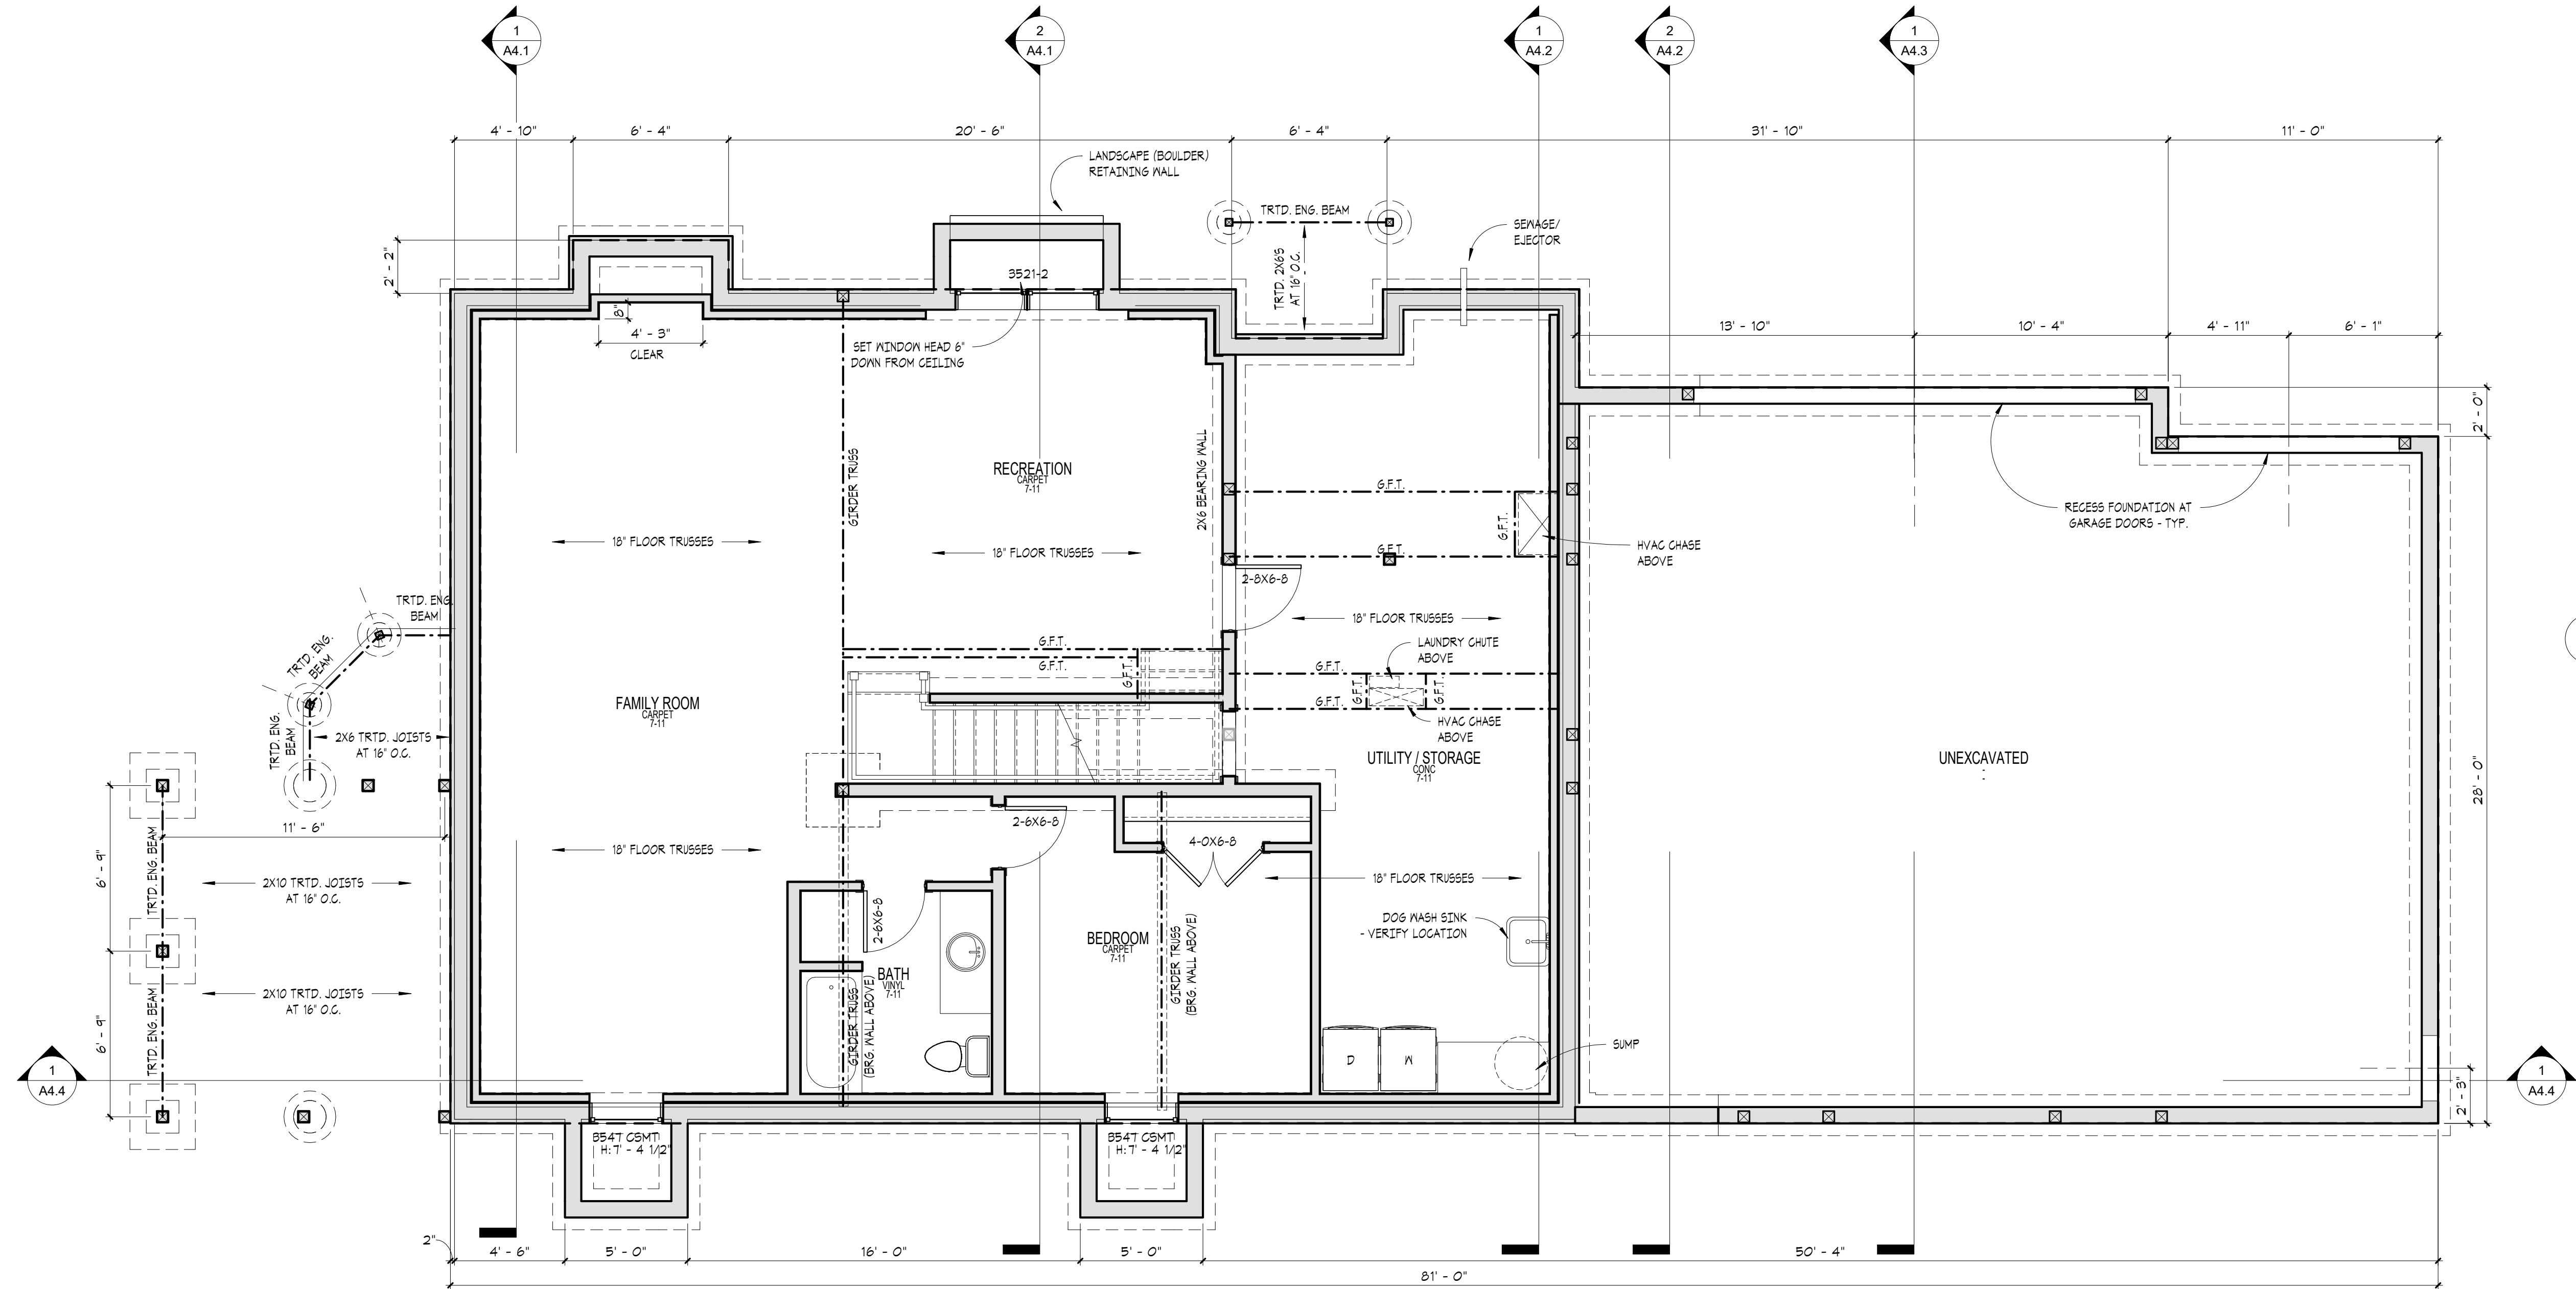 1
A4.1
2
A4.1
1
A4.2
2
A4.2
1
A4.3
4' - 10"
6' - 4"
20' - 6"
6' - 4"
31' - 10"
11' - 0"
LANDSCAPE (BOULDER)
RETAINING WALL
TRTD. ENG. BEAM
SEWAGE/
EJECTOR
2' - 2"
TRTD. 2X6'S
AT 16" O.C.
3521-2
8"
4' - 3"
CLEAR
SET WINDOW HEAD 6"
DOWN FROM CEILING
13' - 10"
10' - 4"
4' - 11"
6' - 1"
2' - 0"
GIRDER TRUSS
RECREATION
CARPET
7-11
2X6 BEARING WALL
G.F.T.
G.F.T.
HVAC CHASE
ABOVE
RECESS FOUNDATION AT
GARAGE DOORS - TYP.
18" FLOOR TRUSSES
18" FLOOR TRUSSES
G.F.T.
2-8X6-8
TRTD. ENG.
BEAM
TRTD. ENG.
BEAM
18" FLOOR TRUSSES
LAUNDRY CHUTE
ABOVE
G.F.T.
G.F.T.
G.F.T.
G.F.T.
G.F.T.
G.F.T.
G.F.T.
HVAC CHASE
ABOVE
FAMILY ROOM
CARPET
7-11
TRTD. ENG.
BEAM
2X6 TRTD. JOISTS
AT 16" O.C.
UTILITY / STORAGE
CONC
7-11
UNEXCAVATED
-
-
28' - 0"
11' - 6"
6' - 9"
TRTD. ENG. BEAM
2X10 TRTD. JOISTS
AT 16" O.C.
18" FLOOR TRUSSES
2-6X6-8
4-0X6-8
18" FLOOR TRUSSES
2-6X6-8
DOG WASH SINK
- VERIFY LOCATION
BEDROOM
CARPET
7-11
GIRDER TRUSS
(BRG. WALL ABOVE)
BATH
VINYL
7-11
GIRDER TRUSS
(BRG. WALL ABOVE)
6' - 9"
TRTD. ENG. BEAM
2X10 TRTD. JOISTS
AT 16" O.C.
D
W
SUMP
1
A4.4
1
A4.4
2' - 3"
B547 CSMT
H: 7' - 4 1/2"
B547 CSMT
H: 7' - 4 1/2"
2"
4' - 6"
5' - 0"
16' - 0"
5' - 0"
50' - 4"
81' - 0"